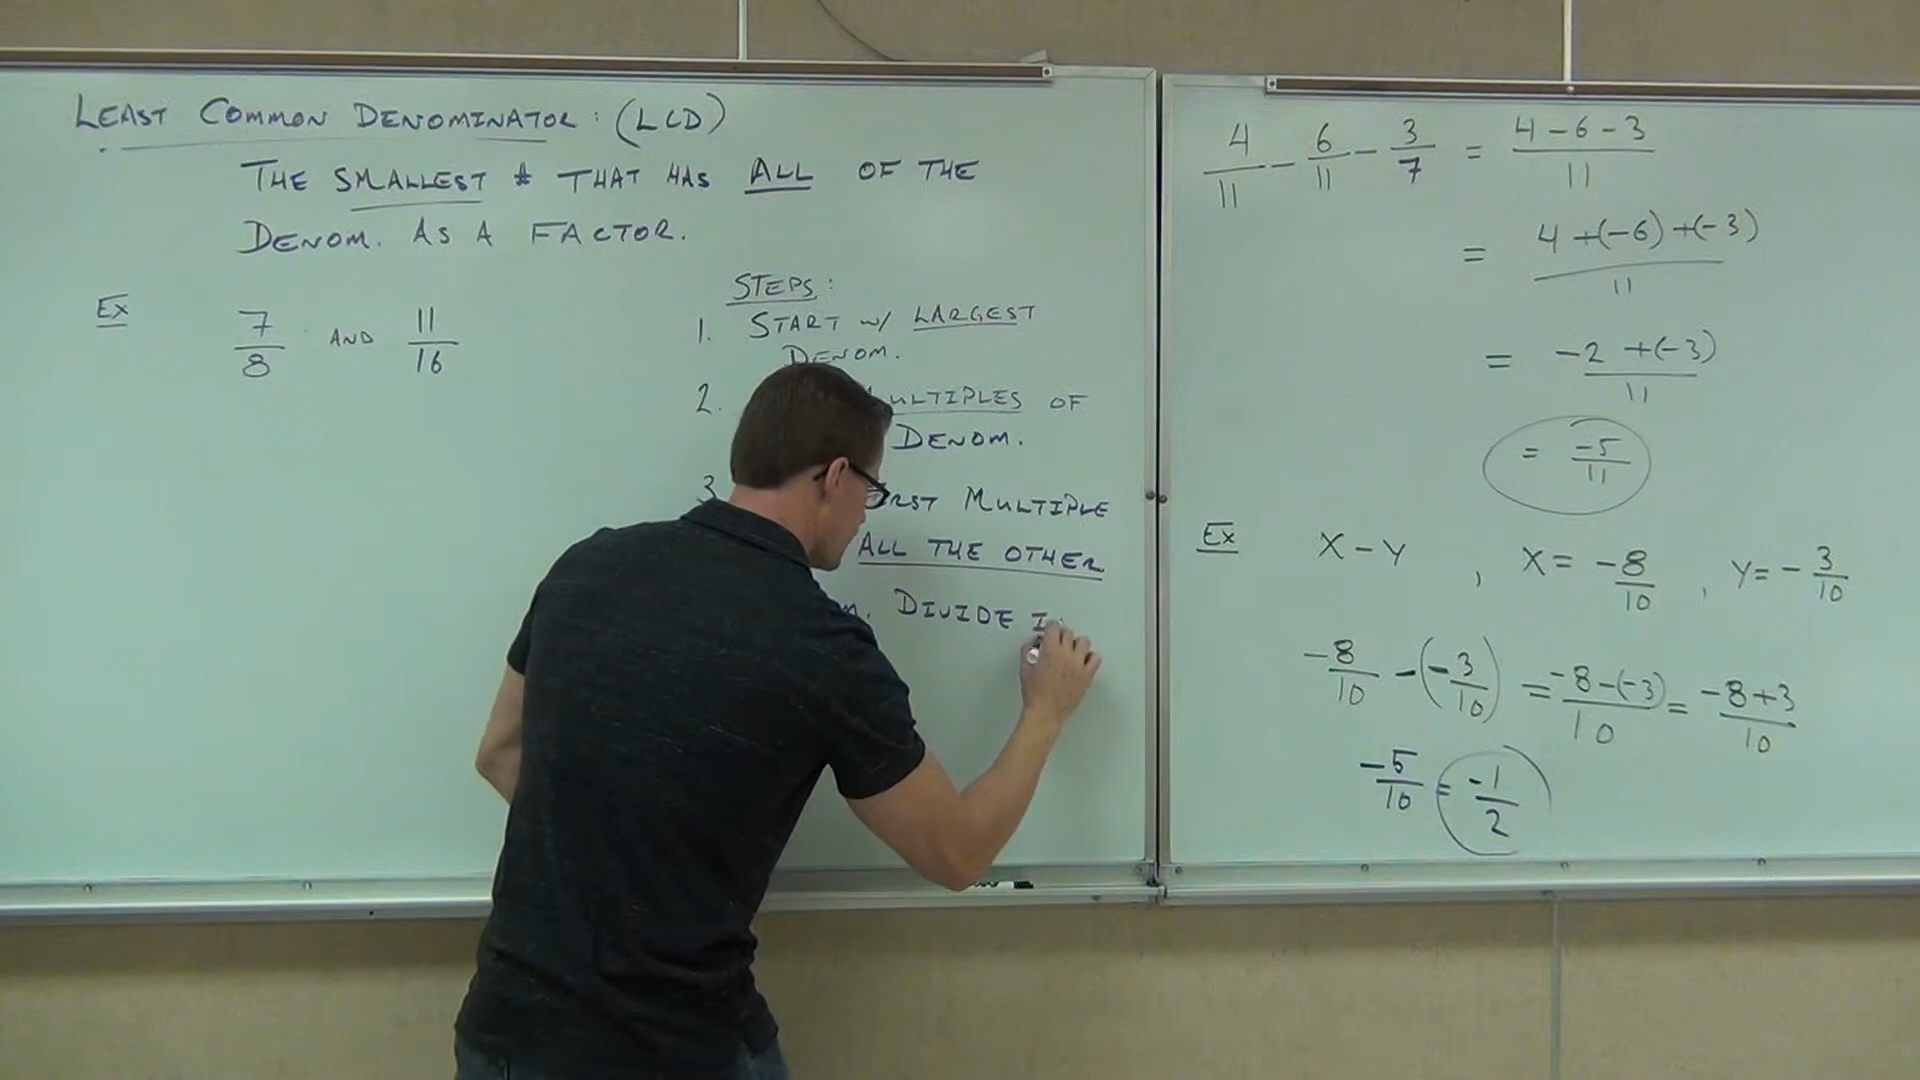 LEAST COMMON DENOMINATOR: (LCD)
THE SMALLEST # THAT HAS ALL OF THE
DENOM. AS A FACTOR.
Ex 7/8 AND 11/16
STEPS:
1. START W/ LARGEST
DENOM.
2. MULTIPLES OF
DENOM.
3 MULTIPLE
ALL THE OTHER
DIVIDE
4/11 - 6/11 - 3/7 = 4-6-3/11
= 4+(-6)+(-3)/11
= -2+(-3)/11
= -5/11
Ex X-Y, X= -8/10, Y= -3/10
-8/10 -(-3/10) = -8-(-3)/10 = -8+3/10
-5/10 = -1/2